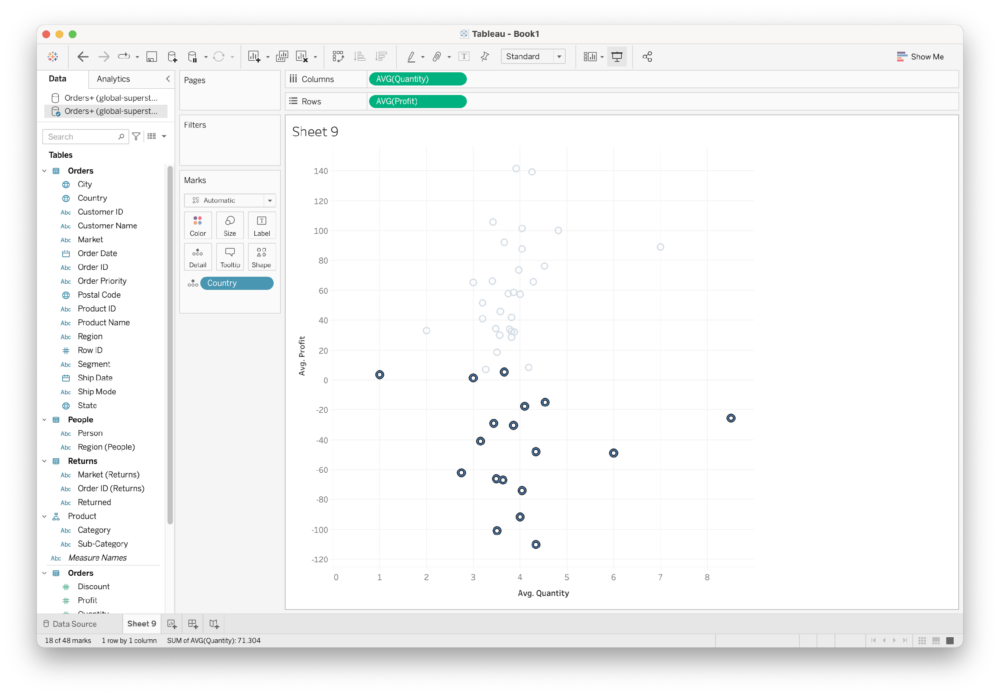 Tableau - Book1
Standard
Show Me
Data
Analytics
Orders+ (global-superst...
Orders+ (global-superst...
Search
Tables
Orders
City
Country
Abc Customer ID
Abc Customer Name
Abc Market
Order Date
Abc Order ID
Abc Order Priority
Postal Code
Abc Product ID
Abc Product Name
Abc Region
Row ID
Abc Segment
Ship Date
Abc Ship Mode
State
People
Abc Person
Abc Region (People)
Returns
Abc Market (Returns)
Abc Order ID (Returns)
Abc Returned
Product
Abc Category
Abc Sub-Category
Abc Measure Names
Orders
Discount
Profit
Quantity
Pages
Filters
Marks
Automatic
Color
Size
T
Label
Detail
Tooltip
Shape
Country
Columns
AVG(Quantity)
Rows
AVG(Profit)
Sheet 9
140
120
100
80
60
40
20
0
-20
-40
-60
-80
-100
-120
Avg. Profit
0 1 2 3 4 5 6 7 8
Avg. Quantity
Data Source
Sheet 9
18 of 48 marks
1 row by 1 column
SUM of AVG(Quantity): 71.304